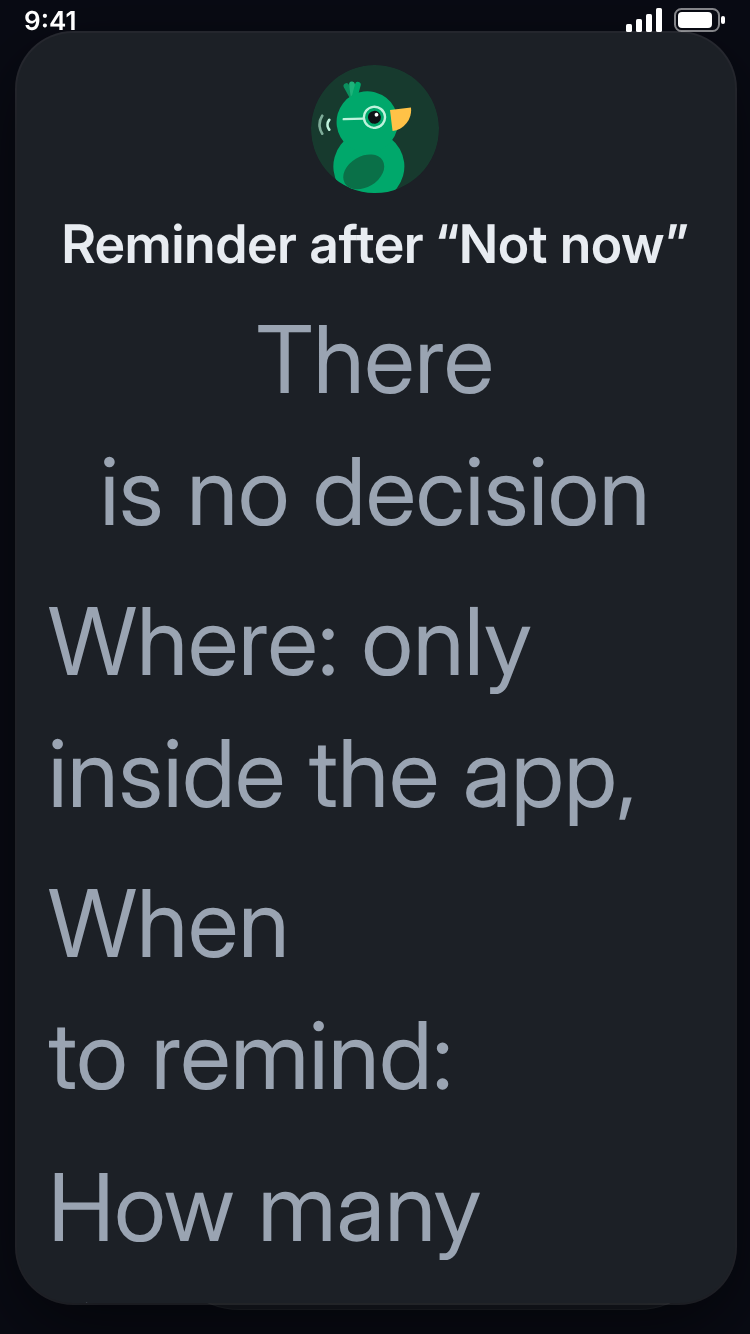 9:41
Reminder after “Not now”
There
is no decision
Where: only
inside the app,
When
to remind:
How many